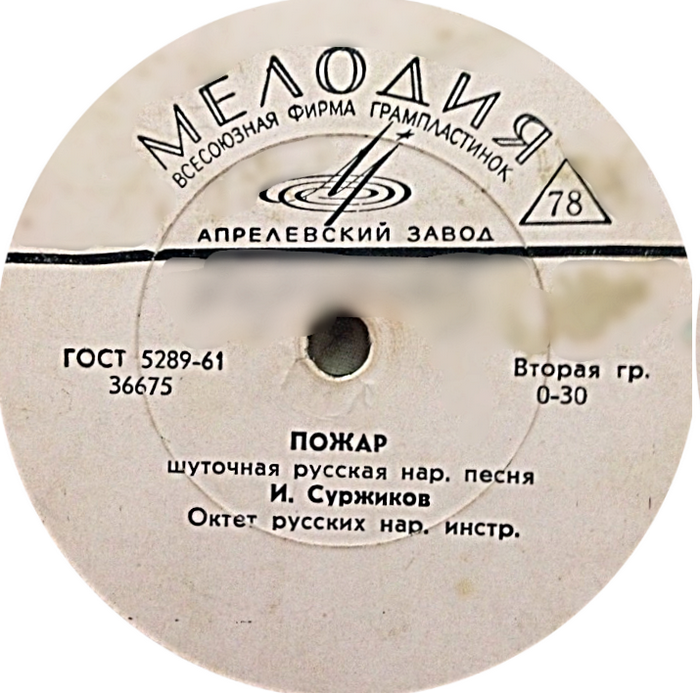 МЕЛОДИЯ
ВСЕСОЮЗНАЯ ФИРМА ГРАМПЛАСТИНОК
78
АПРЕЛЕВСКИЙ ЗАВОД
ГОСТ 5289-61
36675
Вторая гр.
0-30
ПОЖАР
шуточная русская нар. песня
И. Суржиков
Октет русских нар. инстр.